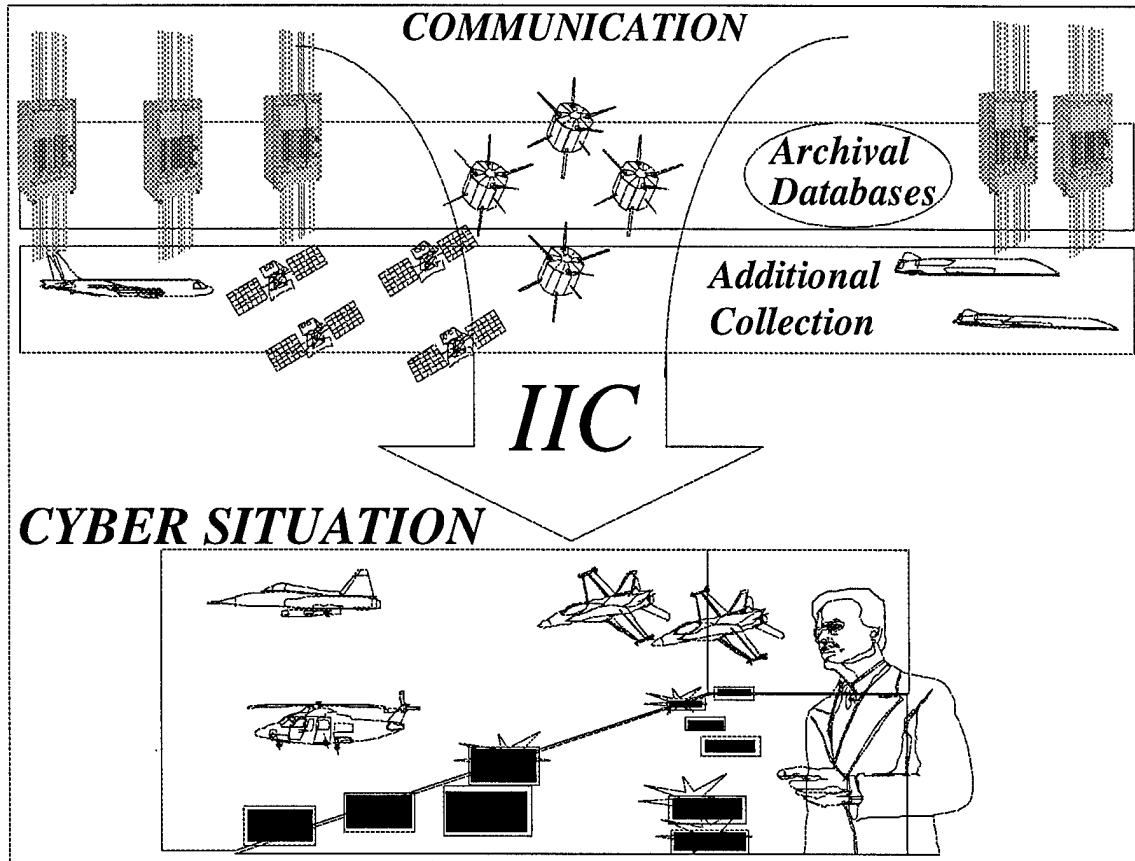 COMMUNICATION
Archival
Databases
Additional
Collection
IIC
CYBER SITUATION